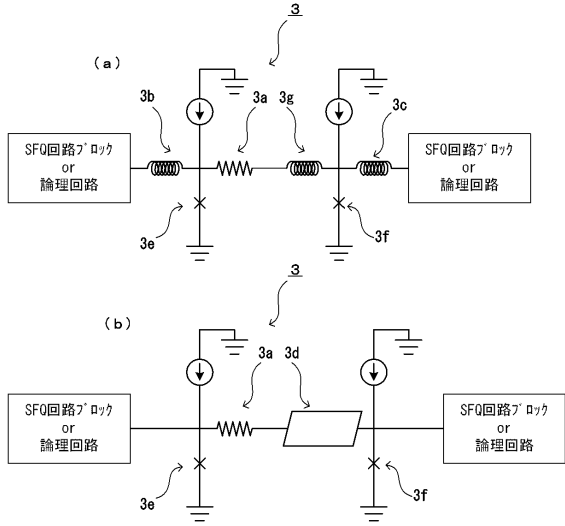 3
(a)
3b
3a
3g
3c
SFQ回路ブロック
or
論理回路
SFQ回路ブロック
or
論理回路
3e
3f
3
(b)
3a
3d
SFQ回路ブロック
or
論理回路
SFQ回路ブロック
or
論理回路
3e
3f